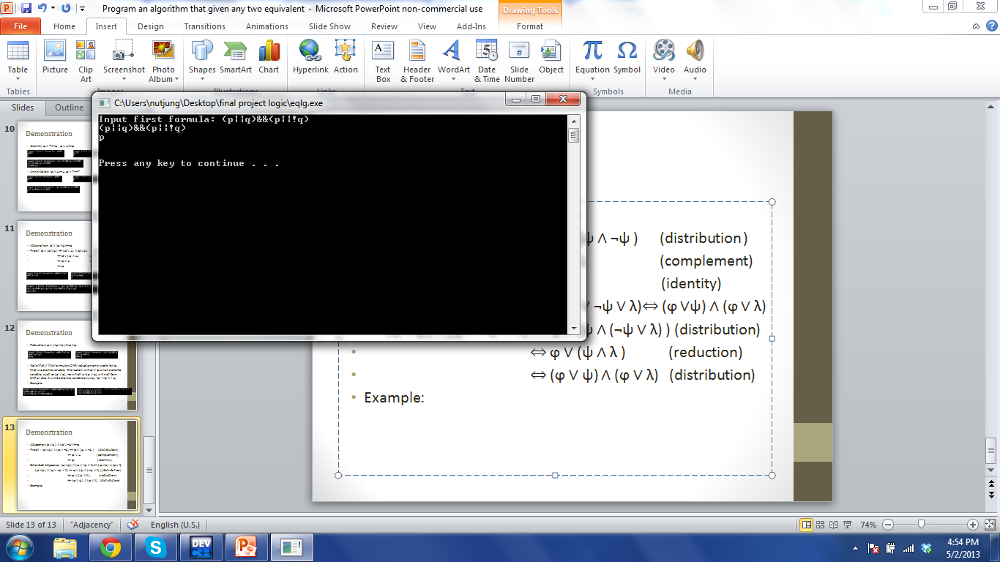 Program an algorithm that given any two equivalent - Microsoft PowerPoint non-commercial use
Drawing Tools
File Home Insert Design Transitions Animations Slide Show Review View Add-Ins Format
Table Picture Clip Art Screenshot Photo Album Shapes SmartArt Chart Hyperlink Action Text Box Header & Footer WordArt Date & Time Slide Number Object Equation Symbol Video Audio
Tables Images Illustrations Links Text Symbols Media
Slides Outline
C:\Users\nutjung\Desktop\final project logic\eqlg.exe
Input first formula: (p||q)&&(p||!q)
(p||q)&&(p||!q)
p
Press any key to continue . . .
10
Demonstration
11
Demonstration
12
Demonstration
13
Demonstration
Example
ψ ∧ ¬ψ ) (distribution)
(complement)
(identity)
∨ ¬ψ ∨ λ)⇔ (φ ∨ψ) ∧ (φ ∨ λ)
∧ (¬ψ ∨ λ) ) (distribution)
• ⇔ φ ∨ (ψ ∧ λ ) (reduction)
• ⇔ (φ ∨ ψ) ∧ (φ ∨ λ) (distribution)
• Example:
Slide 13 of 13 "Adjacency" English (U.S.) 74%
DEV C++
4:54 PM
5/2/2013